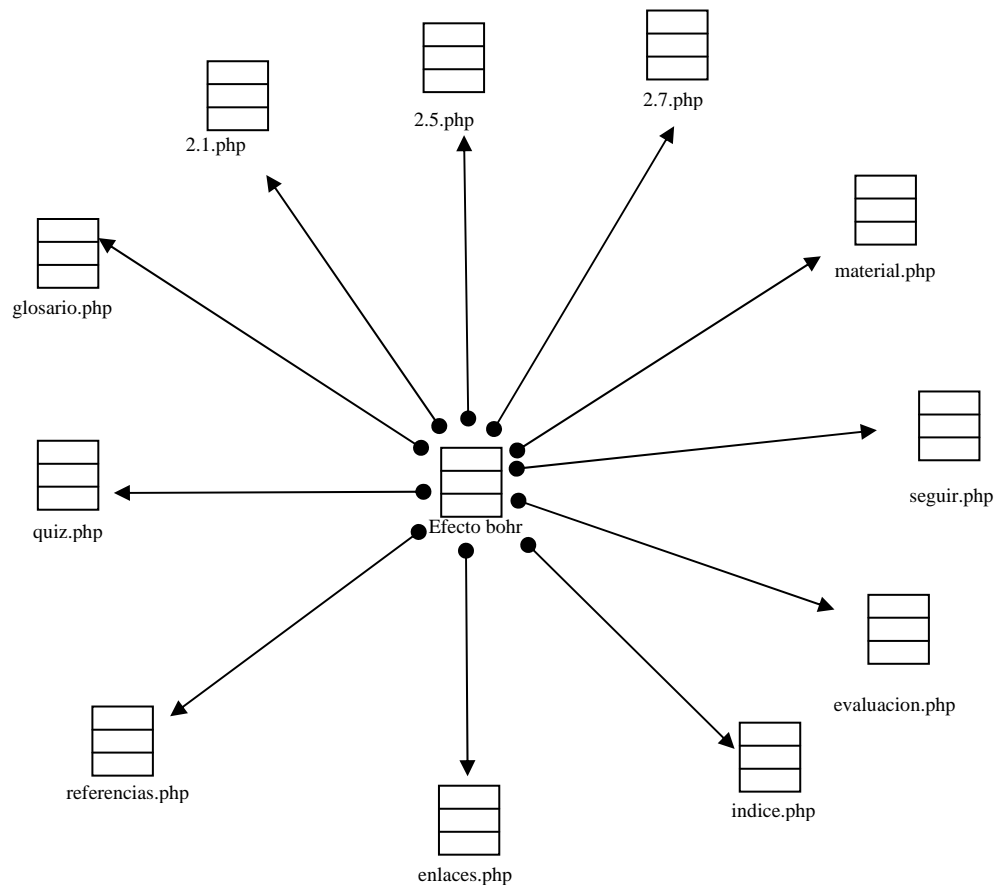 2.5.php
2.7.php
2.1.php
material.php
glosario.php
seguir.php
Efecto bohr
quiz.php
evaluacion.php
referencias.php
indice.php
enlaces.php